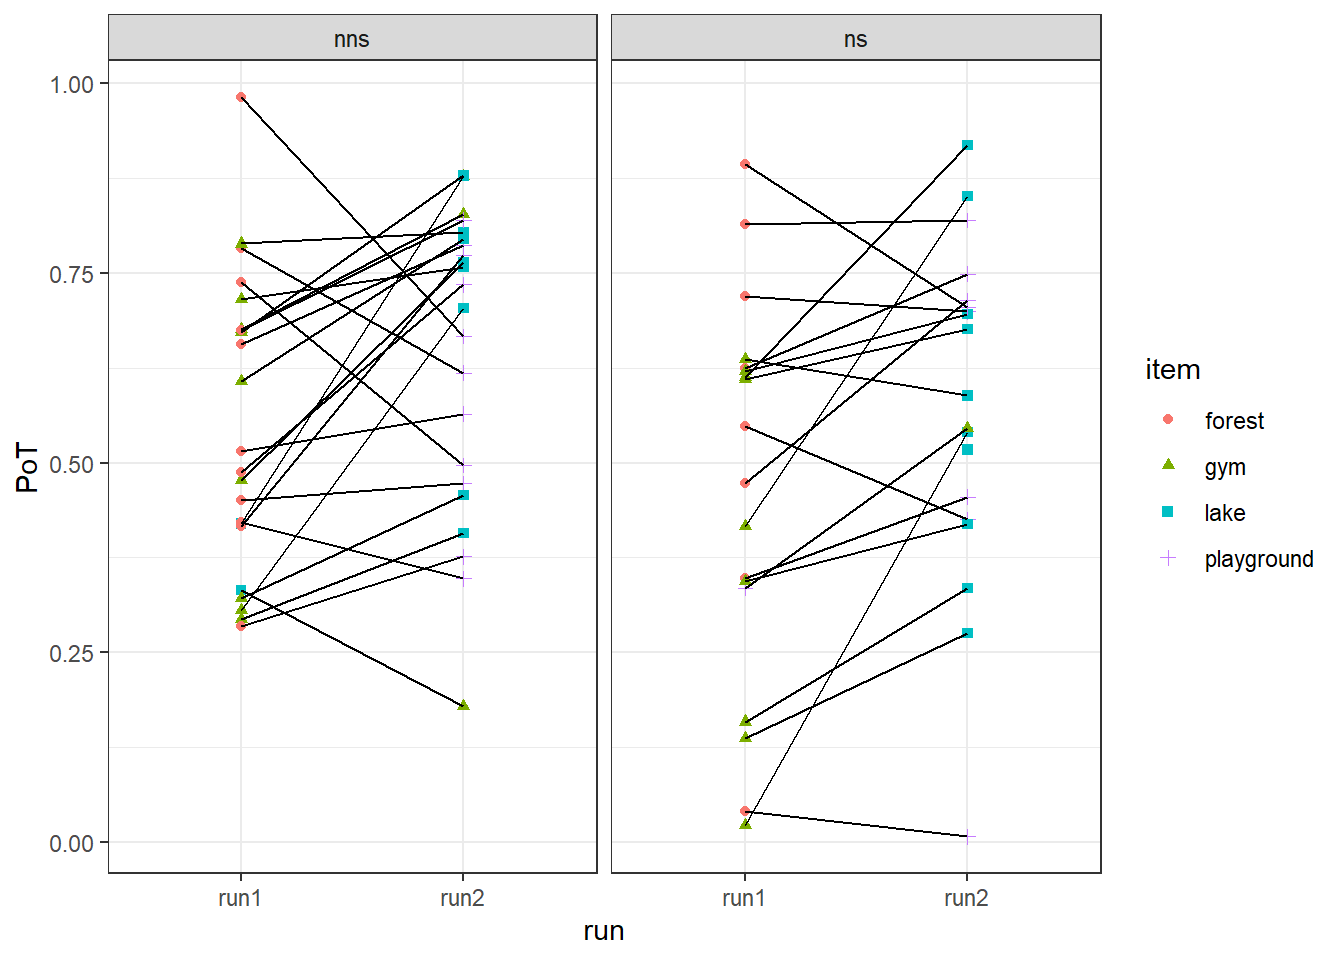 nns
ns
1.00
0.75
0.50
0.25
0.00
PoT
run1
run2
run1
run2
run
item
forest
gym
lake
playground